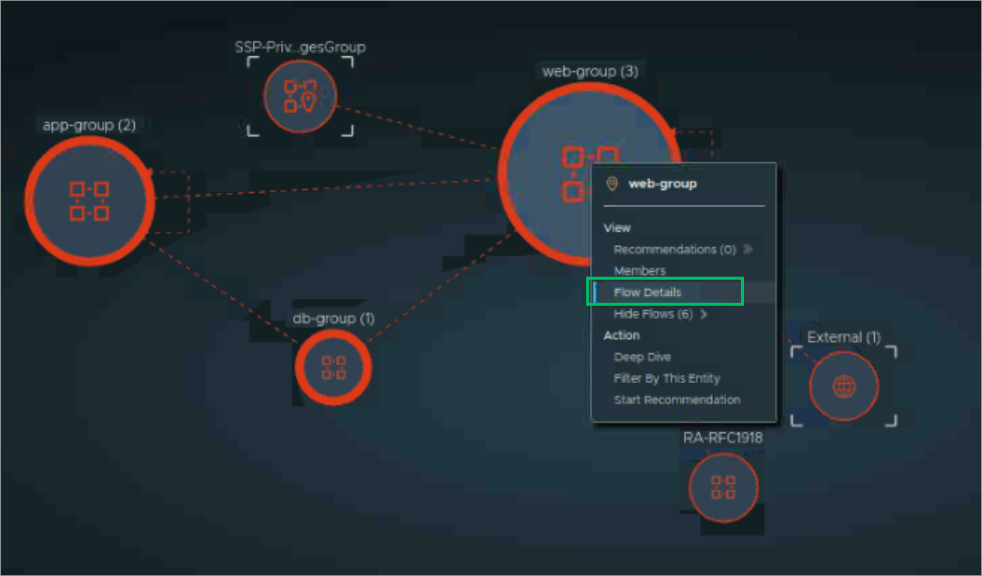 SSP-Priv...gesGroup
web-group (3)
app-group (2)
web-group
View
Recommendations (0) »
Members
Flow Details
Hide Flows (6) >
db-group (1)
Action
External (1)
Deep Dive
Filter By This Entity
Start Recommendation
RA-RFC1918